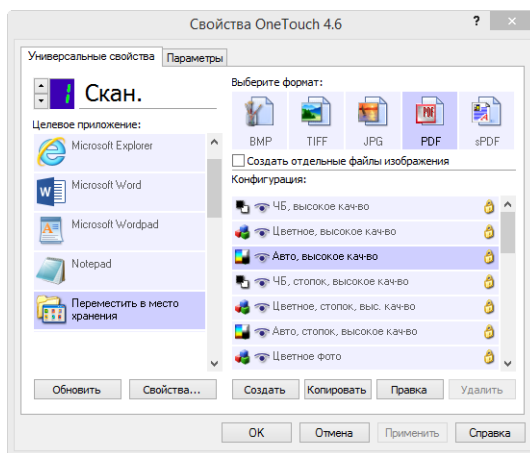 Свойства OneTouch 4.6
?
Универсальные свойства
Параметры
1 Скан.
Целевое приложение:
Microsoft Explorer
Microsoft Word
Microsoft Wordpad
Notepad
Переместить в место
хранения
Обновить
Свойства...
Выберите формат:
BMP
TIFF
JPG
PDF
sPDF
Создать отдельные файлы изображения
Конфигурация:
ЧБ, высокое кач-во
Цветное, высокое кач-во
Авто, высокое кач-во
ЧБ, стопок, высокое кач-во
Цветное, стопок, выс. кач-во
Авто, стопок, высокое кач-во
Цветное фото
Создать
Копировать
Правка
Удалить
OK
Отмена
Применить
Справка